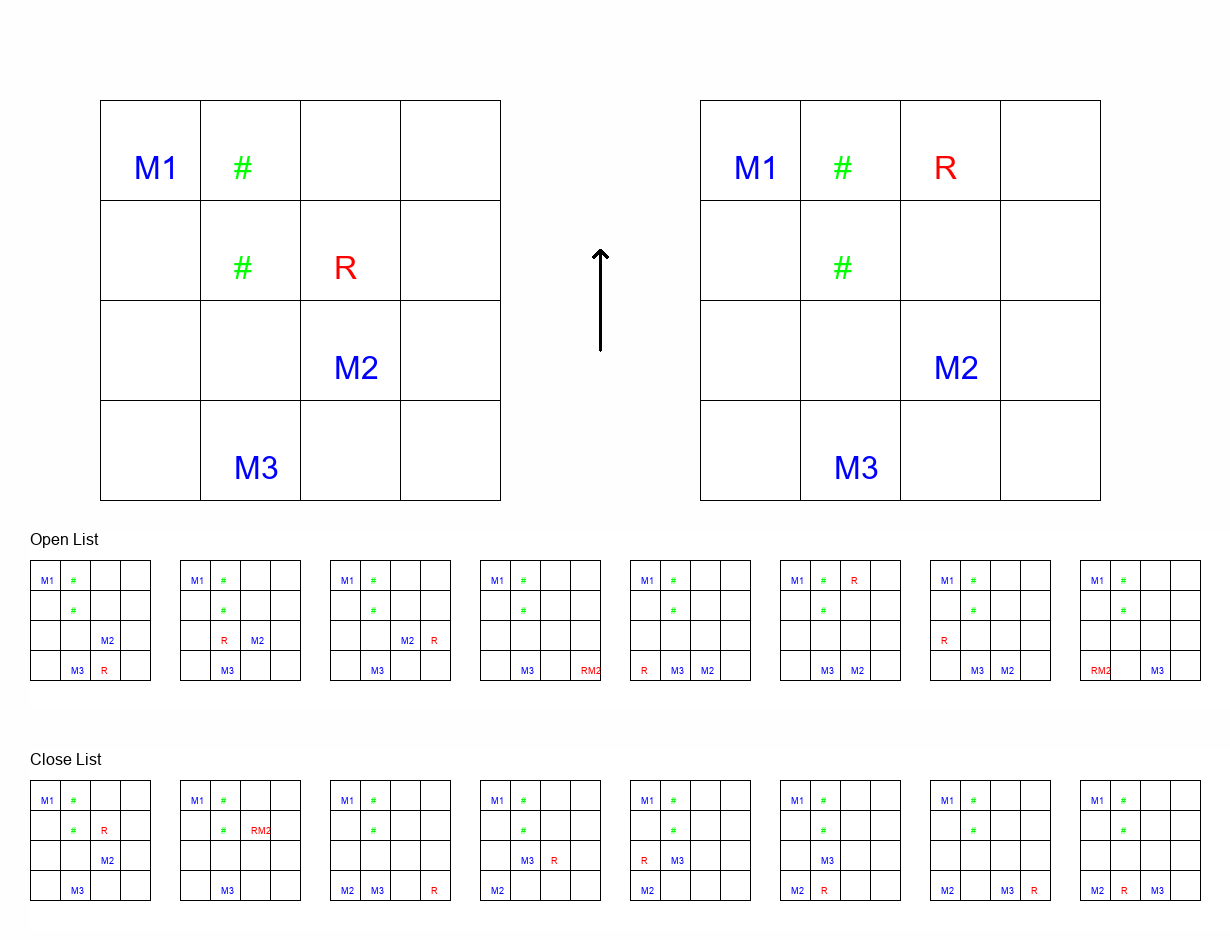 M1 # M1 # R
# R #
M2 M2
M3 M3
Open List
M1 # M1 # M1 # M1 # M1 # M1 # R M1 # M1 #
# # # # # # # #
M2 R M2 M2 R R
M3 R M3 M3 M3 RM2 R M3 M2 M3 M2 M3 M2 RM2 M3
Close List
M1 # M1 # M1 # M1 # M1 # M1 # M1 # M1 #
# R # RM2 # # # # # #
M2 M3 R R M3 M3
M3 M3 M2 M3 R M2 M2 M2 R M2 M3 R M2 R M3